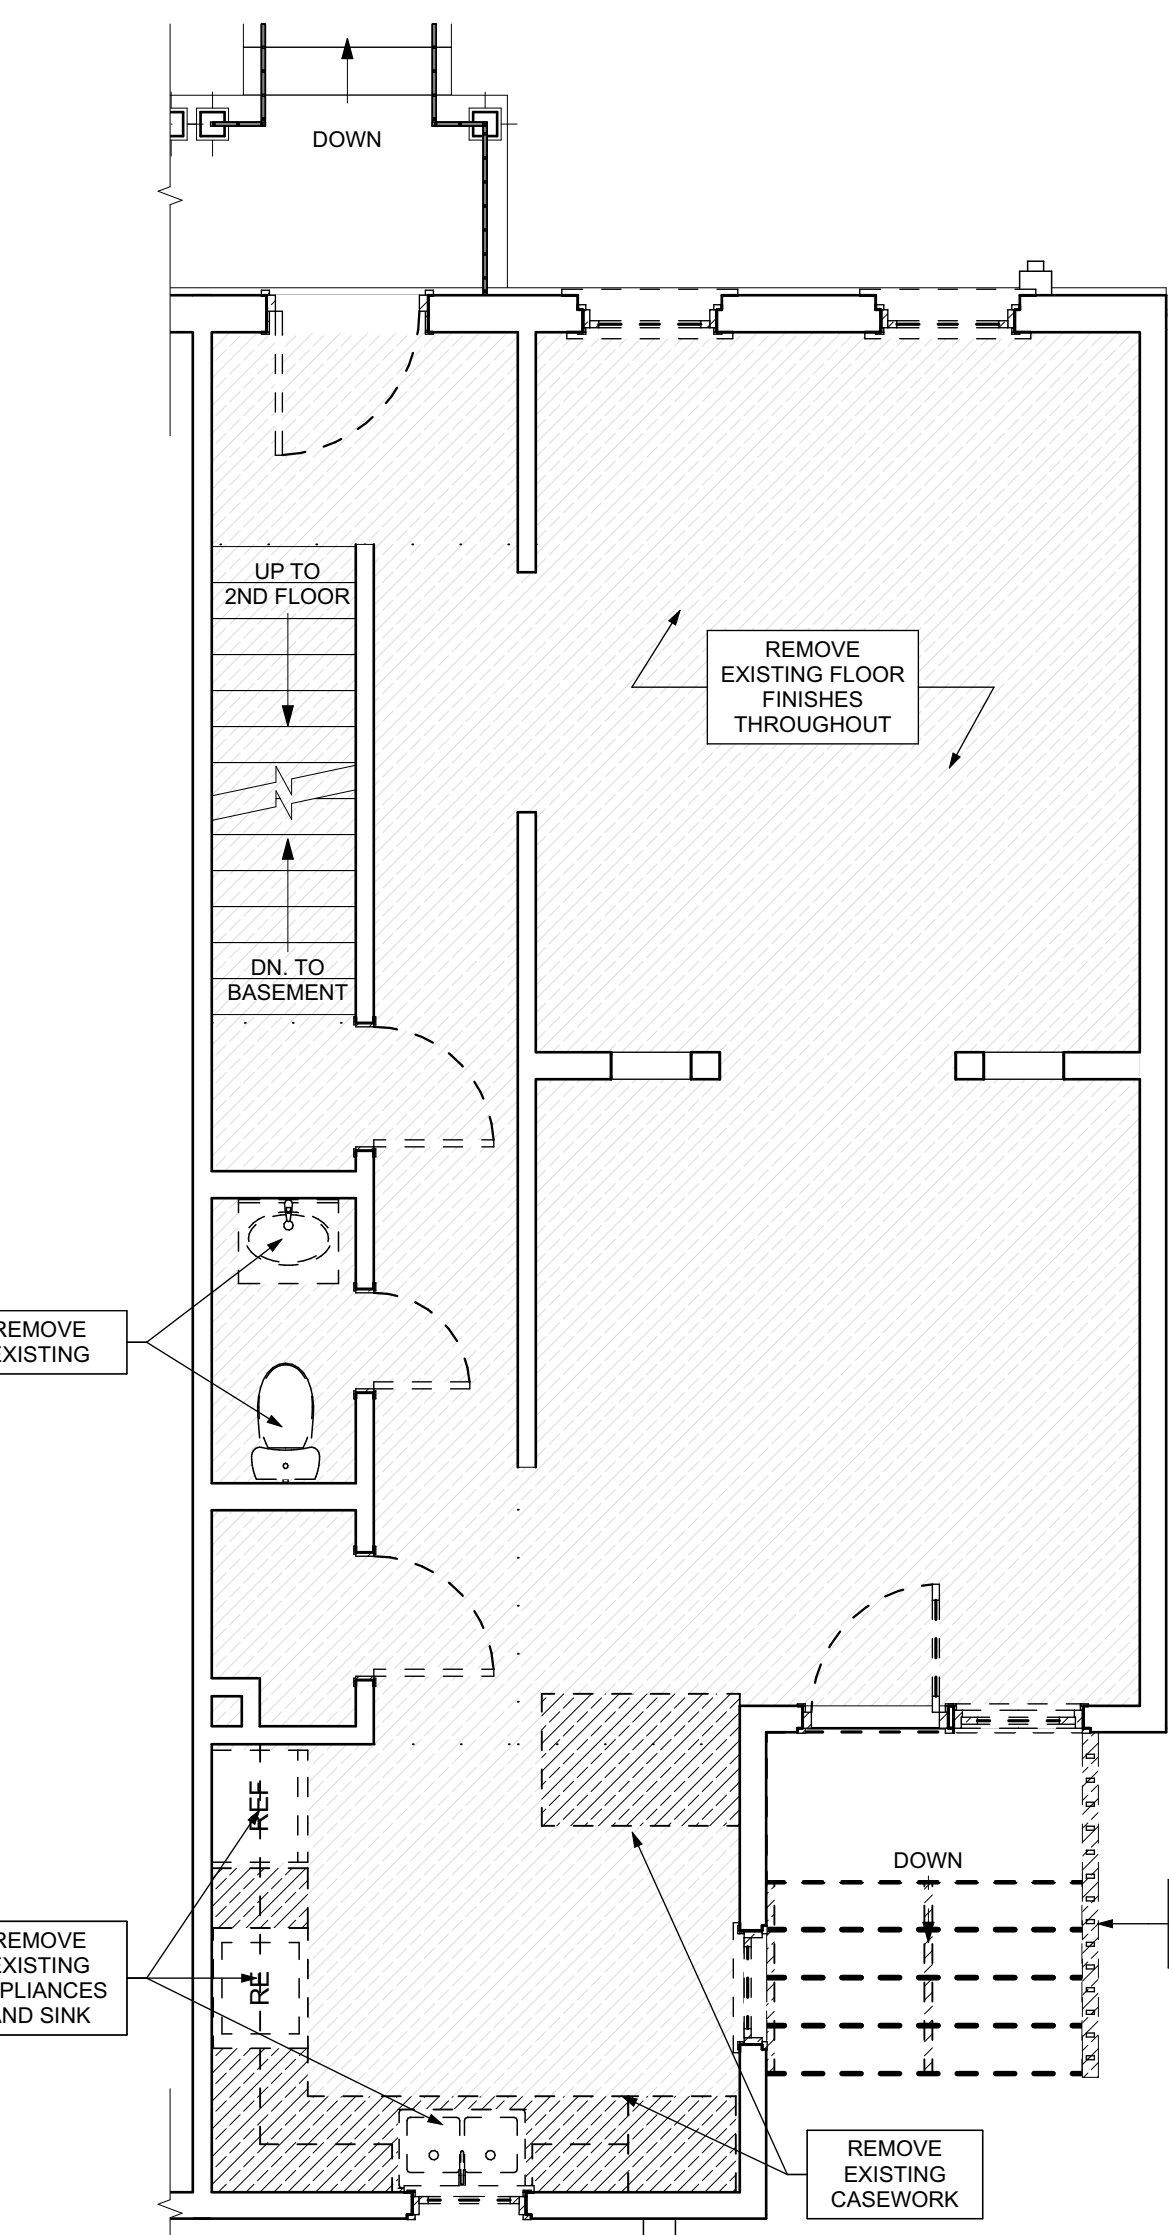 DOWN
UP TO
2ND FLOOR
REMOVE
EXISTING FLOOR
FINISHES
THROUGHOUT
DN. TO
BASEMENT
REMOVE
EXISTING
REF
DOWN
REMOVE
EXISTING
PLIANCES
AND SINK
RE
REMOVE
EXISTING
CASEWORK